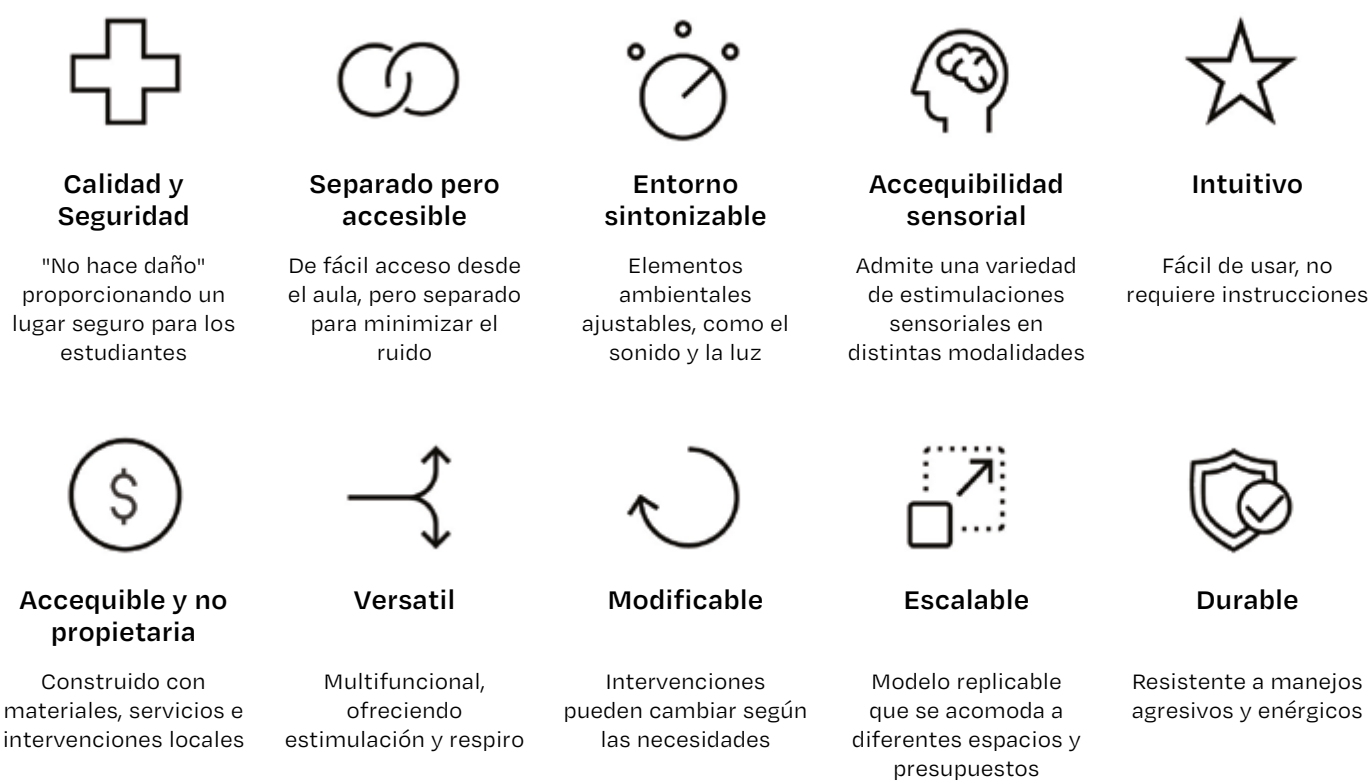 Calidad y
Seguridad
"No hace daño"
proporcionando un
lugar seguro para los
estudiantes
Separado pero
accesible
De fácil acceso desde
el aula, pero separado
para minimizar el
ruido
Entorno
sintonizable
Elementos
ambientales
ajustables, como el
sonido y la luz
Accequibilidad
sensorial
Admite una variedad
de estimulaciones
sensoriales en
distintas modalidades
Intuitivo
Fácil de usar, no
requiere instrucciones
$
Accequible y no
propietaria
Construido con
materiales, servicios e
intervenciones locales
Versatil
Multifuncional,
ofreciendo
estimulación y respiro
Modificable
Intervenciones
pueden cambiar según
las necesidades
Escalable
Modelo replicable
que se acomoda a
diferentes espacios y
presupuestos
Durable
Resistente a manejos
agresivos y enérgicos